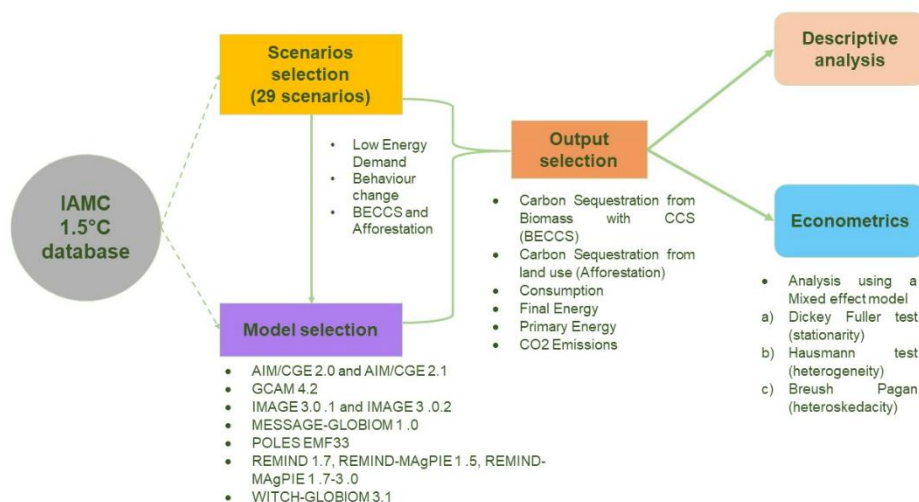 Scenarios
selection
(29 scenarios)
Descriptive
analysis
• Low Energy
Demand
• Behaviour
change
• BECCS and
Afforestation
Output
selection
IAMC
1.5°C
database
• Carbon Sequestration from
Biomass with CCS
(BECCS)
• Carbon Sequestration from
land use (Afforestation)
• Consumption
• Final Energy
• Primary Energy
• CO2 Emissions
Econometrics
• Analysis using a
Mixed effect model
a) Dickey Fuller test
(stationarity)
b) Hausmann test
(heterogeneity)
c) Breush Pagan
(heteroskedacity)
Model selection
• AIM/CGE 2.0 and AIM/CGE 2.1
• GCAM 4.2
• IMAGE 3.0 .1 and IMAGE 3 .0.2
• MESSAGE-GLOBIOM 1 .0
• POLES EMF33
• REMIND 1.7, REMIND-MAgPIE 1 .5, REMIND-
MAgPIE 1.7-3.0
• WITCH-GLOBIOM 3.1